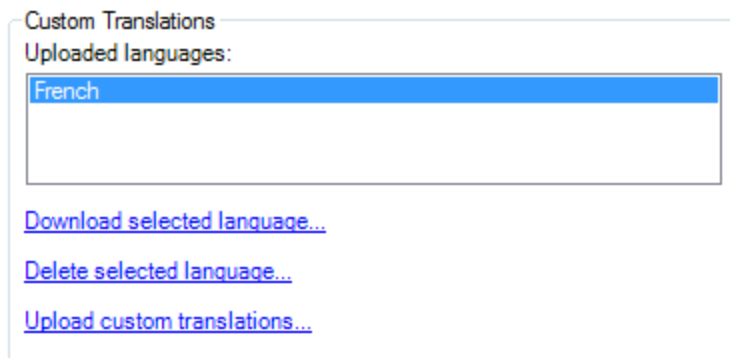 Custom Translations
Uploaded languages:
French
Download selected language...
Delete selected language...
Upload custom translations...